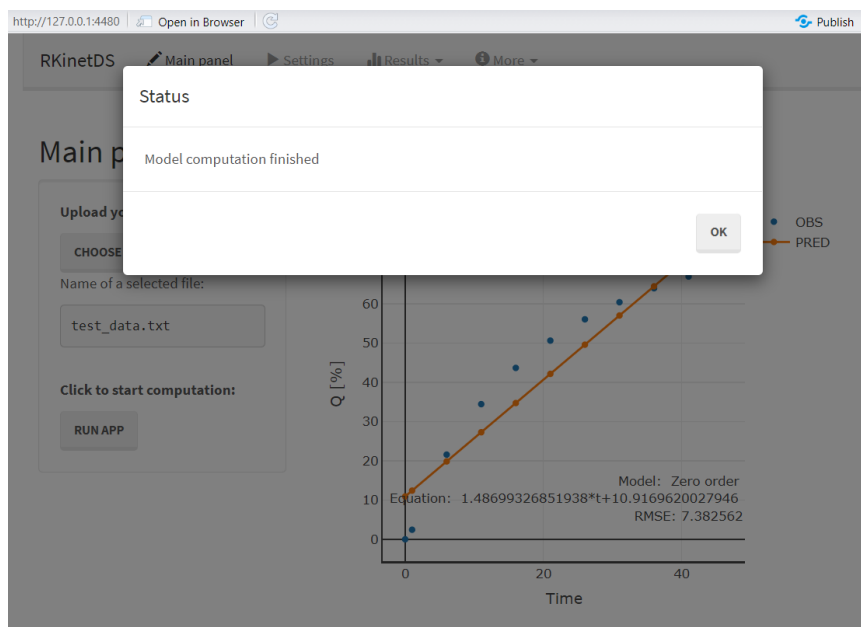 http://127.0.0.1:4480 Open in Browser Publish
RKinetDS Main panel Settings Results More
Status
Model computation finished
OK
Main p
Upload yo
CHOOSE
Name of a selected file:
test_data.txt
Click to start computation:
RUN APP
OBS
PRED
60
50
40
30
20
10
0
Q [%]
Model: Zero order
Equation: 1.48699326851938*t+10.9169620027946
RMSE: 7.382562
0 20 40
Time